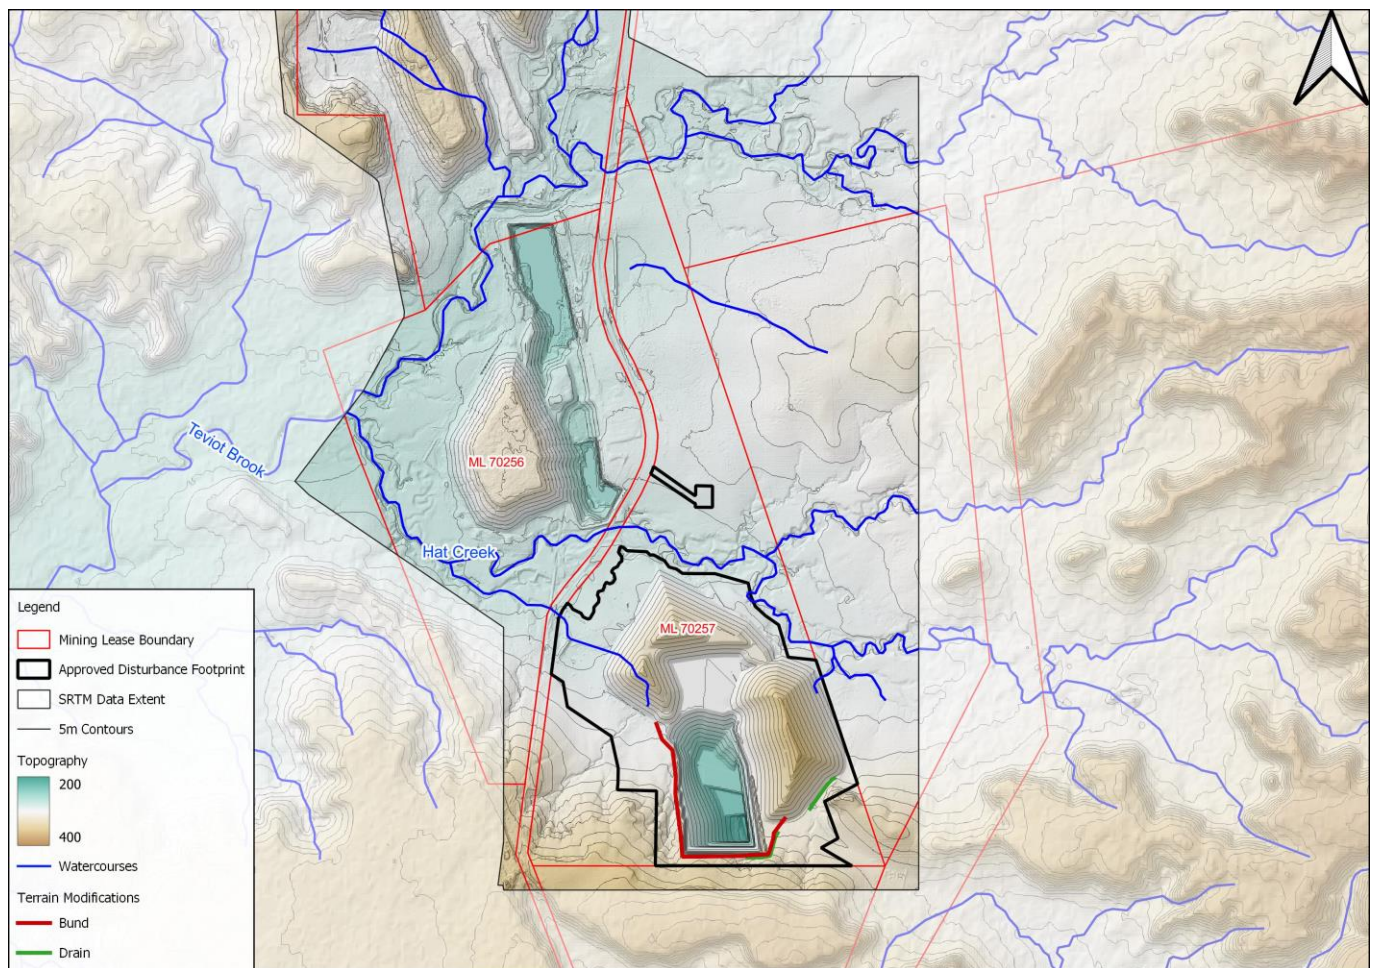 ML 70256
Teviot Brook
Hat Creek
ML 70257
Legend
Mining Lease Boundary
Approved Disturbance Footprint
SRTM Data Extent
5m Contours
Topography
200
400
Watercourses
Terrain Modifications
Bund
Drain